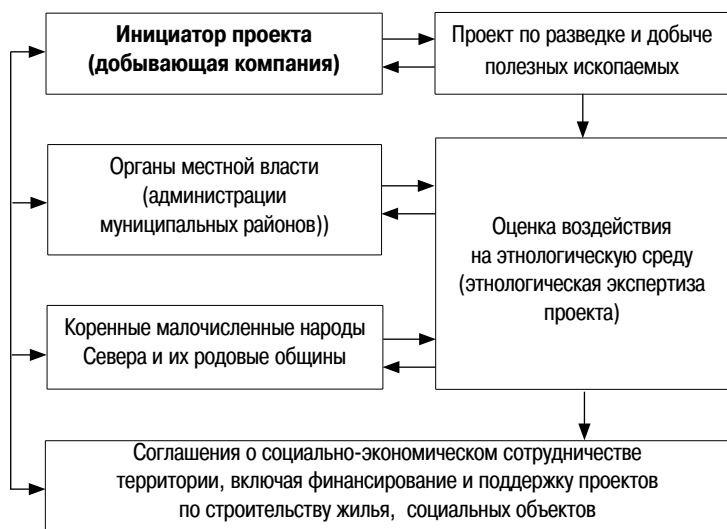 Инициатор проекта
(добывающая компания)
Проект по разведке и добыче
полезных ископаемых
Органы местной власти
(администрации
муниципальных районов))
Оценка воздействия
на этнологическую среду
(этнологическая экспертиза
проекта)
Коренные малочисленные народы
Севера и их родовые общины
Соглашения о социально-экономическом сотрудничестве
территории, включая финансирование и поддержку проектов
по строительству жилья, социальных объектов